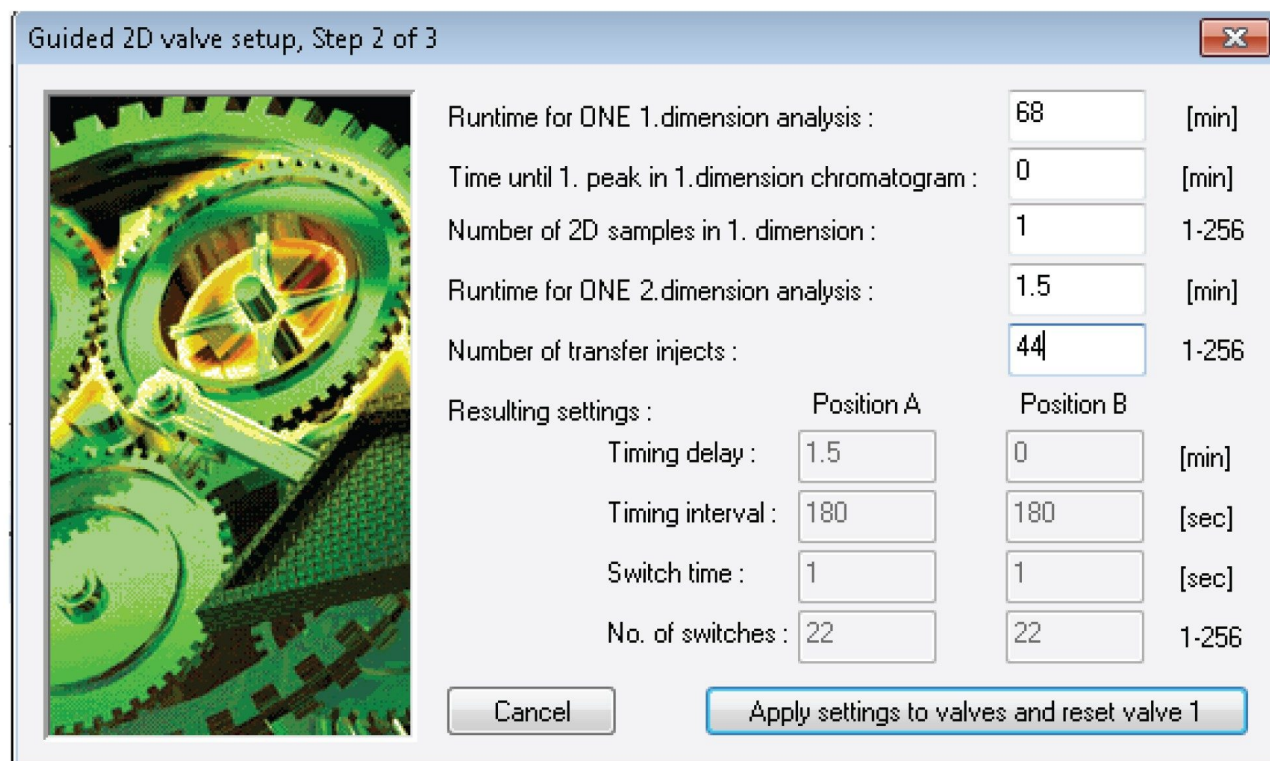 Guided 2D valve setup, Step 2 of 3
Runtime for ONE 1.dimension analysis : 68 [min]
Time until 1. peak in 1.dimension chromatogram : 0 [min]
Number of 2D samples in 1. dimension : 1 1-256
Runtime for ONE 2.dimension analysis : 1.5 [min]
Number of transfer injects : 44 1-256
Resulting settings : Position A Position B
Timing delay : 1.5 0 [min]
Timing interval : 180 180 [sec]
Switch time : 1 1 [sec]
No. of switches : 22 22 1-256
Cancel Apply settings to valves and reset valve 1